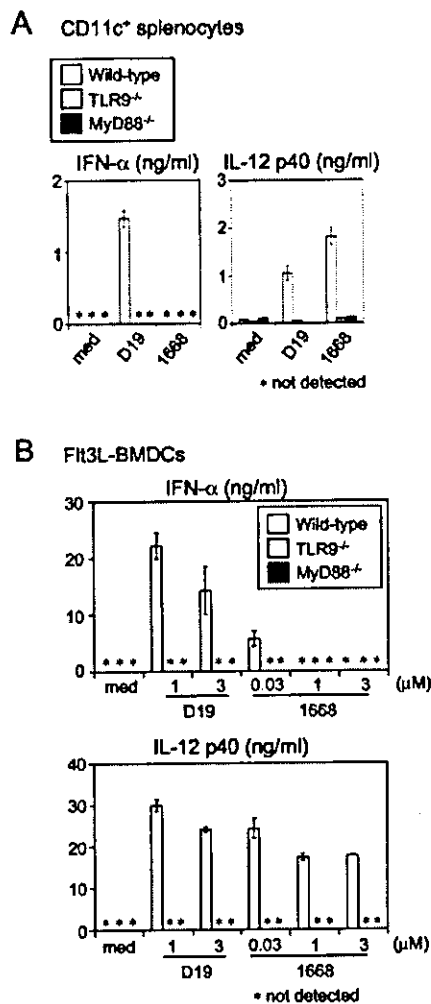 A CD11c⁺ splenocytes
Wild-type
TLR9⁻/⁻
MyD88⁻/⁻
IFN-α (ng/ml)
2
1
0
med
D19
1668
* * *
* *
* * *
IL-12 p40 (ng/ml)
3
2
1
0
med
D19
1668
* not detected
B Flt3L-BMDCs
IFN-α (ng/ml)
30
20
10
0
Wild-type
TLR9⁻/⁻
MyD88⁻/⁻
* * * * * * * * * * * * * * *
med 1 3 0.03 1 3 (μM)
D19 1668
IL-12 p40 (ng/ml)
40
30
20
10
0
* * * * * * * * * * * * *
med 1 3 0.03 1 3 (μM)
D19 1668
* not detected